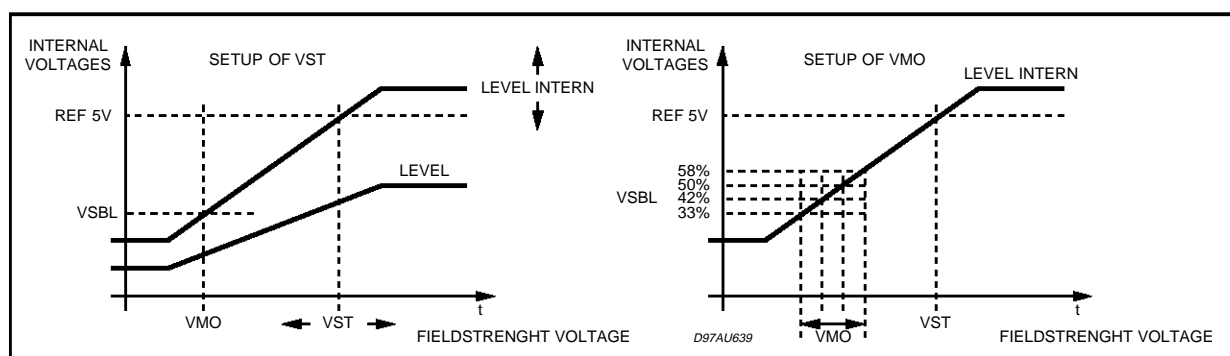 INTERNAL
VOLTAGES
SETUP OF VST
LEVEL INTERN
REF 5V
LEVEL
VSBL
VMO
VST
t
FIELDSTRENGHT VOLTAGE
INTERNAL
VOLTAGES
SETUP OF VMO
LEVEL INTERN
REF 5V
58%
50%
VSBL 42%
33%
D97AU639
VMO
VST
t
FIELDSTRENGHT VOLTAGE